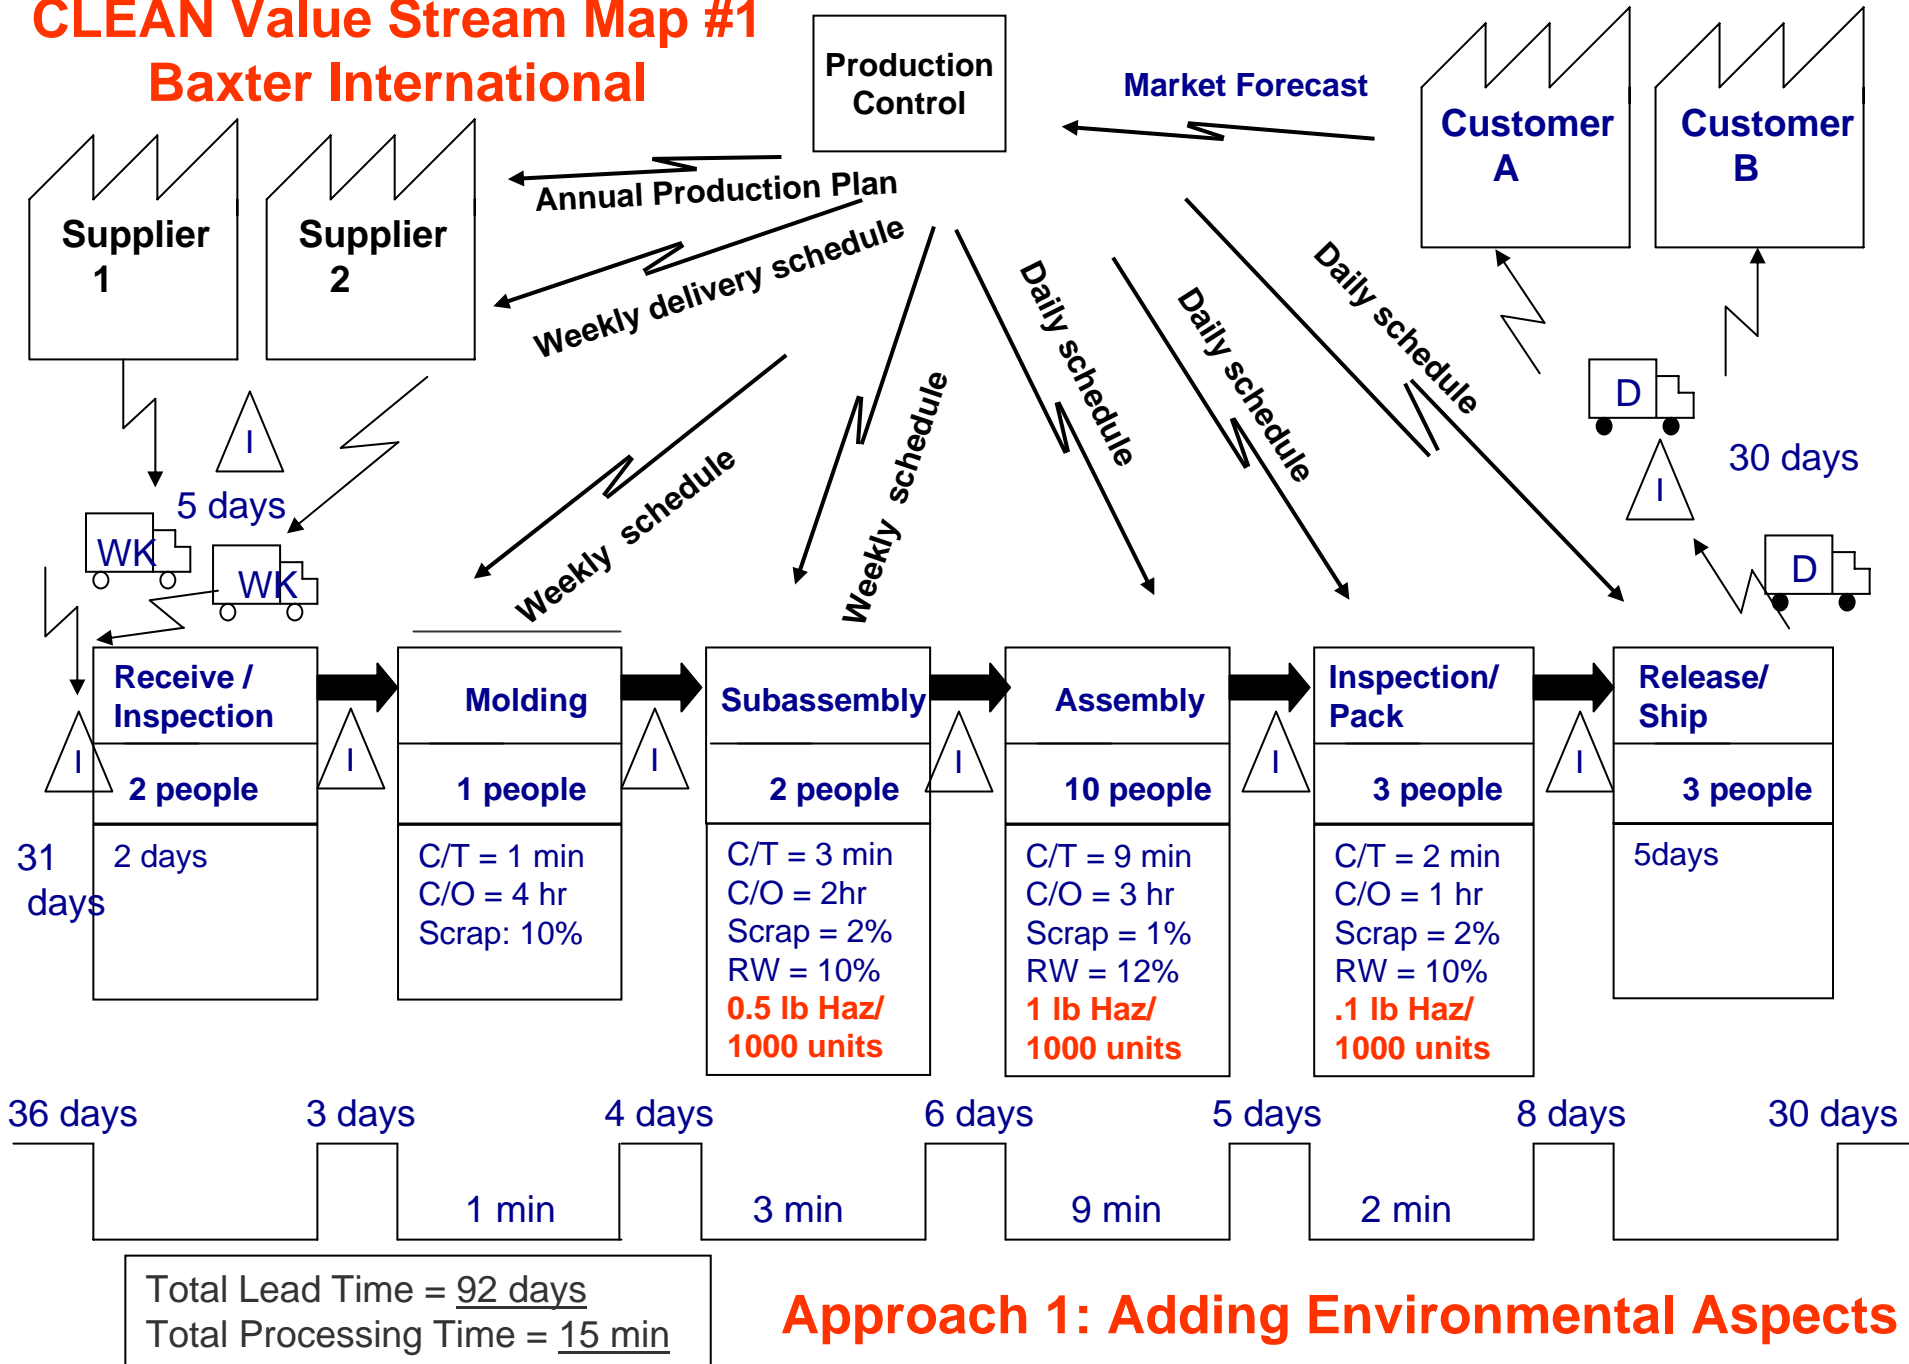 CLEAN Value Stream Map #1
Baxter International
Production
Control
Market Forecast
Customer
A
Customer
B
Supplier
1
Supplier
2
Annual Production Plan
Weekly delivery schedule
Weekly schedule
Weekly schedule
Daily schedule
Daily schedule
Daily schedule
I
5 days
WK
WK
D
I
30 days
D
Receive /
Inspection
2 people
2 days
I
31
days
I
Molding
1 people
C/T = 1 min
C/O = 4 hr
Scrap: 10%
I
Subassembly
2 people
C/T = 3 min
C/O = 2hr
Scrap = 2%
RW = 10%
0.5 lb Haz/
1000 units
I
Assembly
10 people
C/T = 9 min
C/O = 3 hr
Scrap = 1%
RW = 12%
1 lb Haz/
1000 units
I
Inspection/
Pack
3 people
C/T = 2 min
C/O = 1 hr
Scrap = 2%
RW = 10%
.1 lb Haz/
1000 units
I
Release/
Ship
3 people
5days
36 days
3 days
4 days
6 days
5 days
8 days
30 days
1 min
3 min
9 min
2 min
Total Lead Time = 92 days
Total Processing Time = 15 min
Approach 1: Adding Environmental Aspects